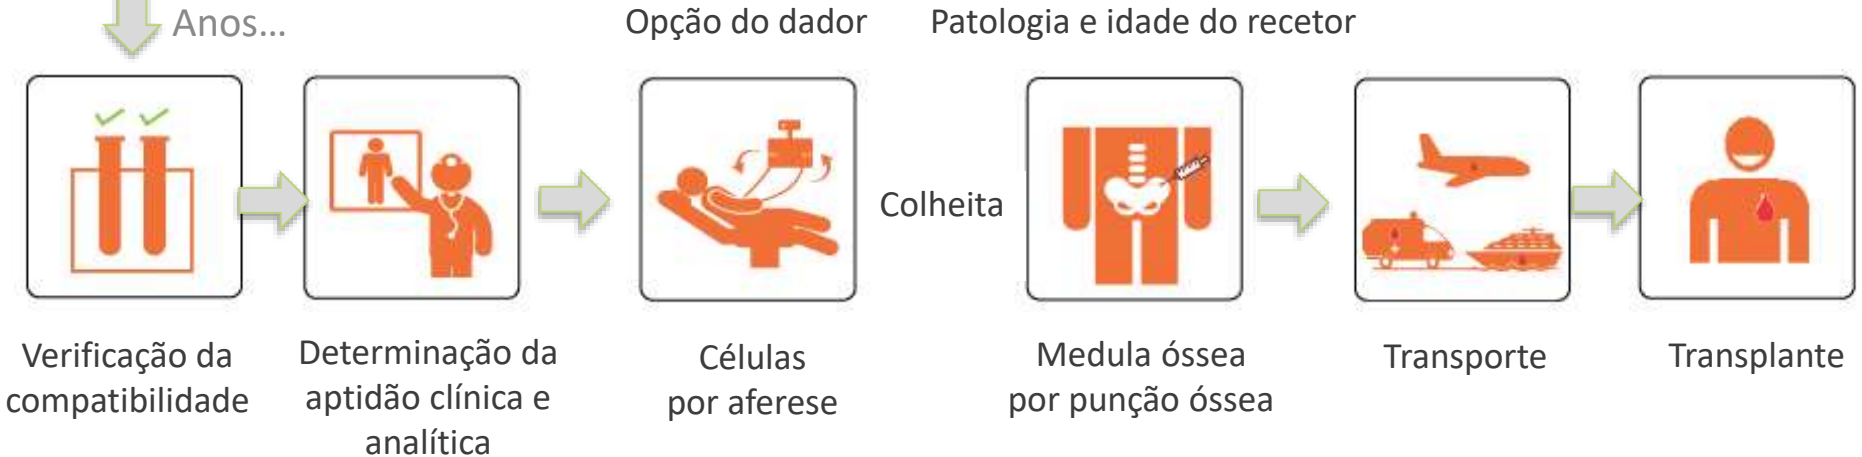 Anos...
Opção do dador
Patologia e idade do recetor
Colheita
Verificação da
compatibilidade
Determinação da
aptidão clínica e
analítica
Células
por aferese
Medula óssea
por punção óssea
Transporte
Transplante